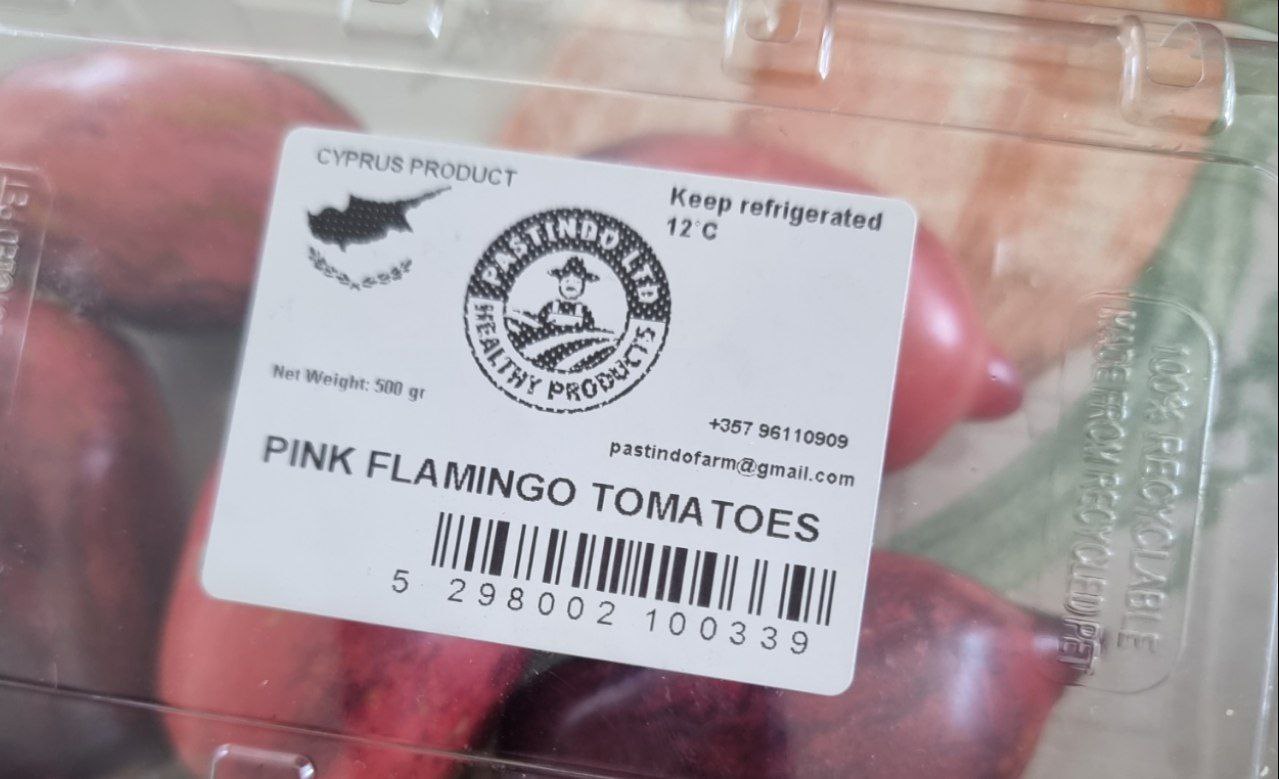 CYPRUS PRODUCT
Keep refrigerated
12°C
PASTINDO LTD
HEALTHY PRODUCTS
Net Weight: 500 gr
+357 96110909
pastindofarm@gmail.com
PINK FLAMINGO TOMATOES
5 298002 100339
100% RECYCLABLE
MADE FROM RECYCLED PET